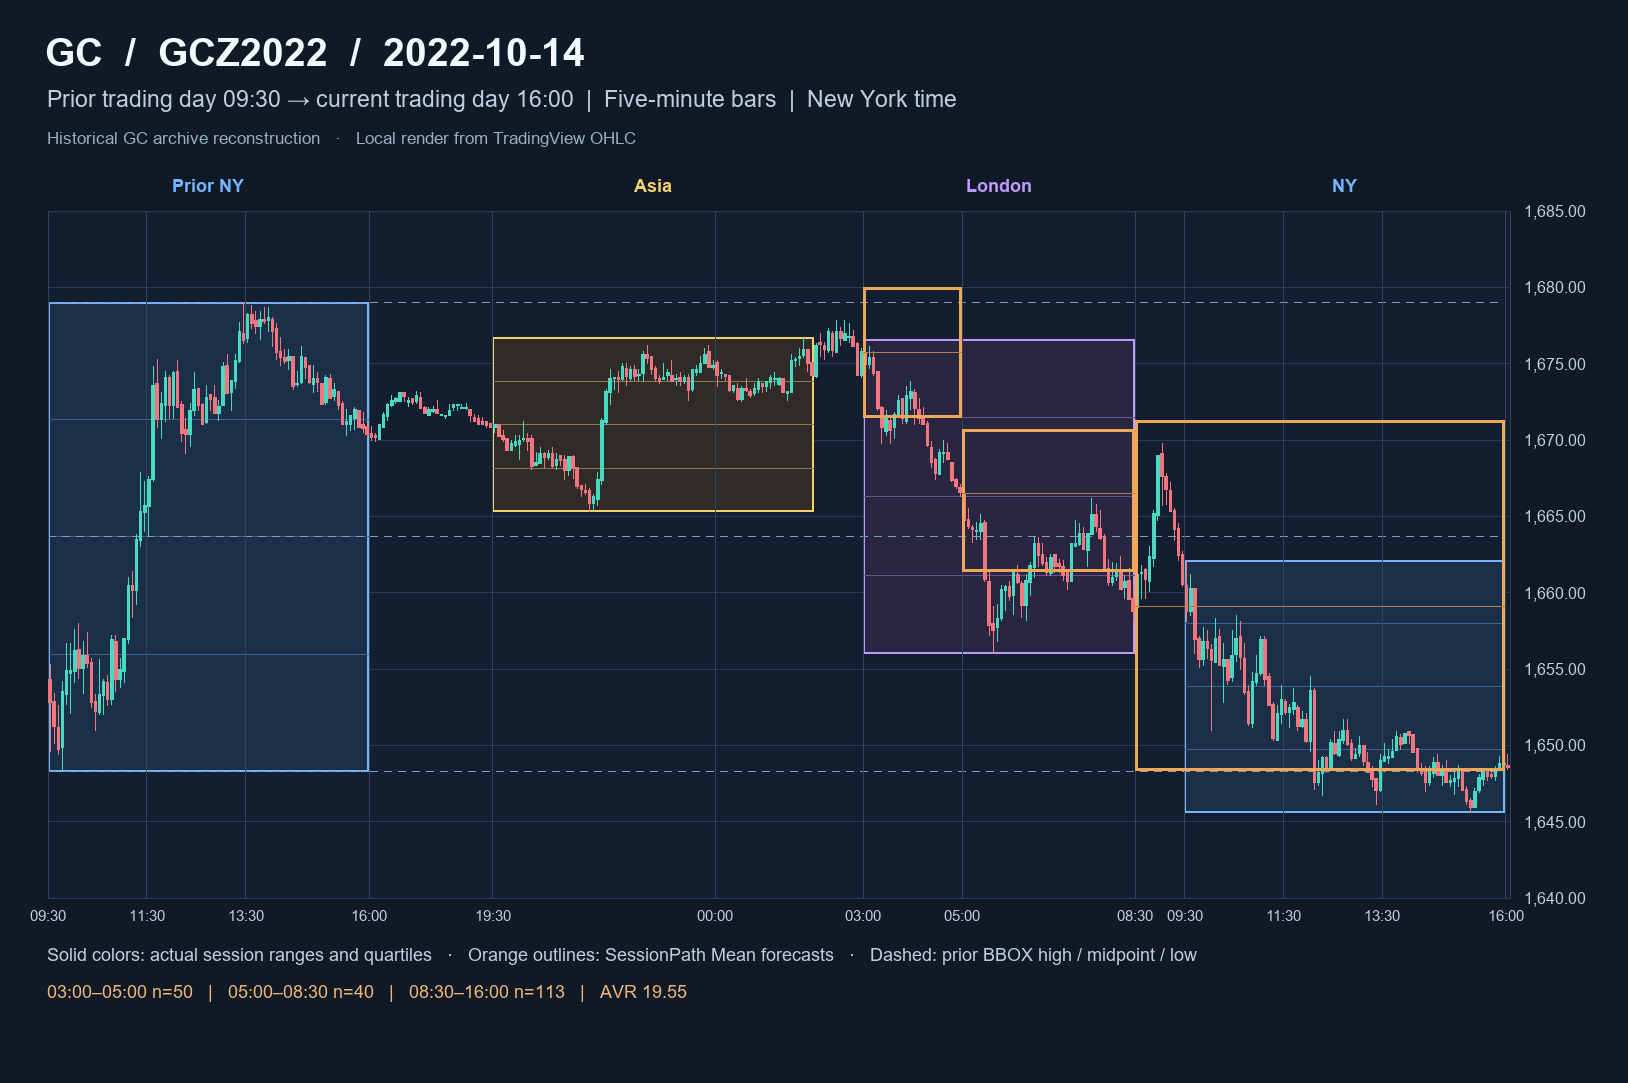 GC / GCZ2022 / 2022-10-14
Prior trading day 09:30 → current trading day 16:00 | Five-minute bars | New York time
Historical GC archive reconstruction · Local render from TradingView OHLC
Prior NY Asia London NY
1,685.00
1,680.00
1,675.00
1,670.00
1,665.00
1,660.00
1,655.00
1,650.00
1,645.00
1,640.00
09:30 11:30 13:30 16:00 19:30 00:00 03:00 05:00 08:30 09:30 11:30 13:30 16:00
Solid colors: actual session ranges and quartiles · Orange outlines: SessionPath Mean forecasts · Dashed: prior BBOX high / midpoint / low
03:00–05:00 n=50 | 05:00–08:30 n=40 | 08:30–16:00 n=113 | AVR 19.55